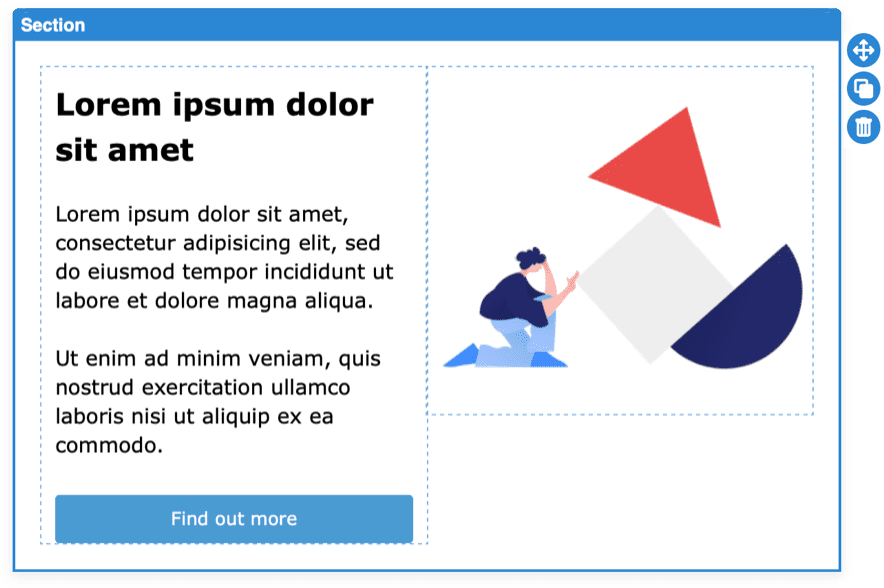 Section
Lorem ipsum dolor
sit amet
Lorem ipsum dolor sit amet,
consectetur adipisicing elit, sed
do eiusmod tempor incididunt ut
labore et dolore magna aliqua.
Ut enim ad minim veniam, quis
nostrud exercitation ullamco
laboris nisi ut aliquip ex ea
commodo.
Find out more